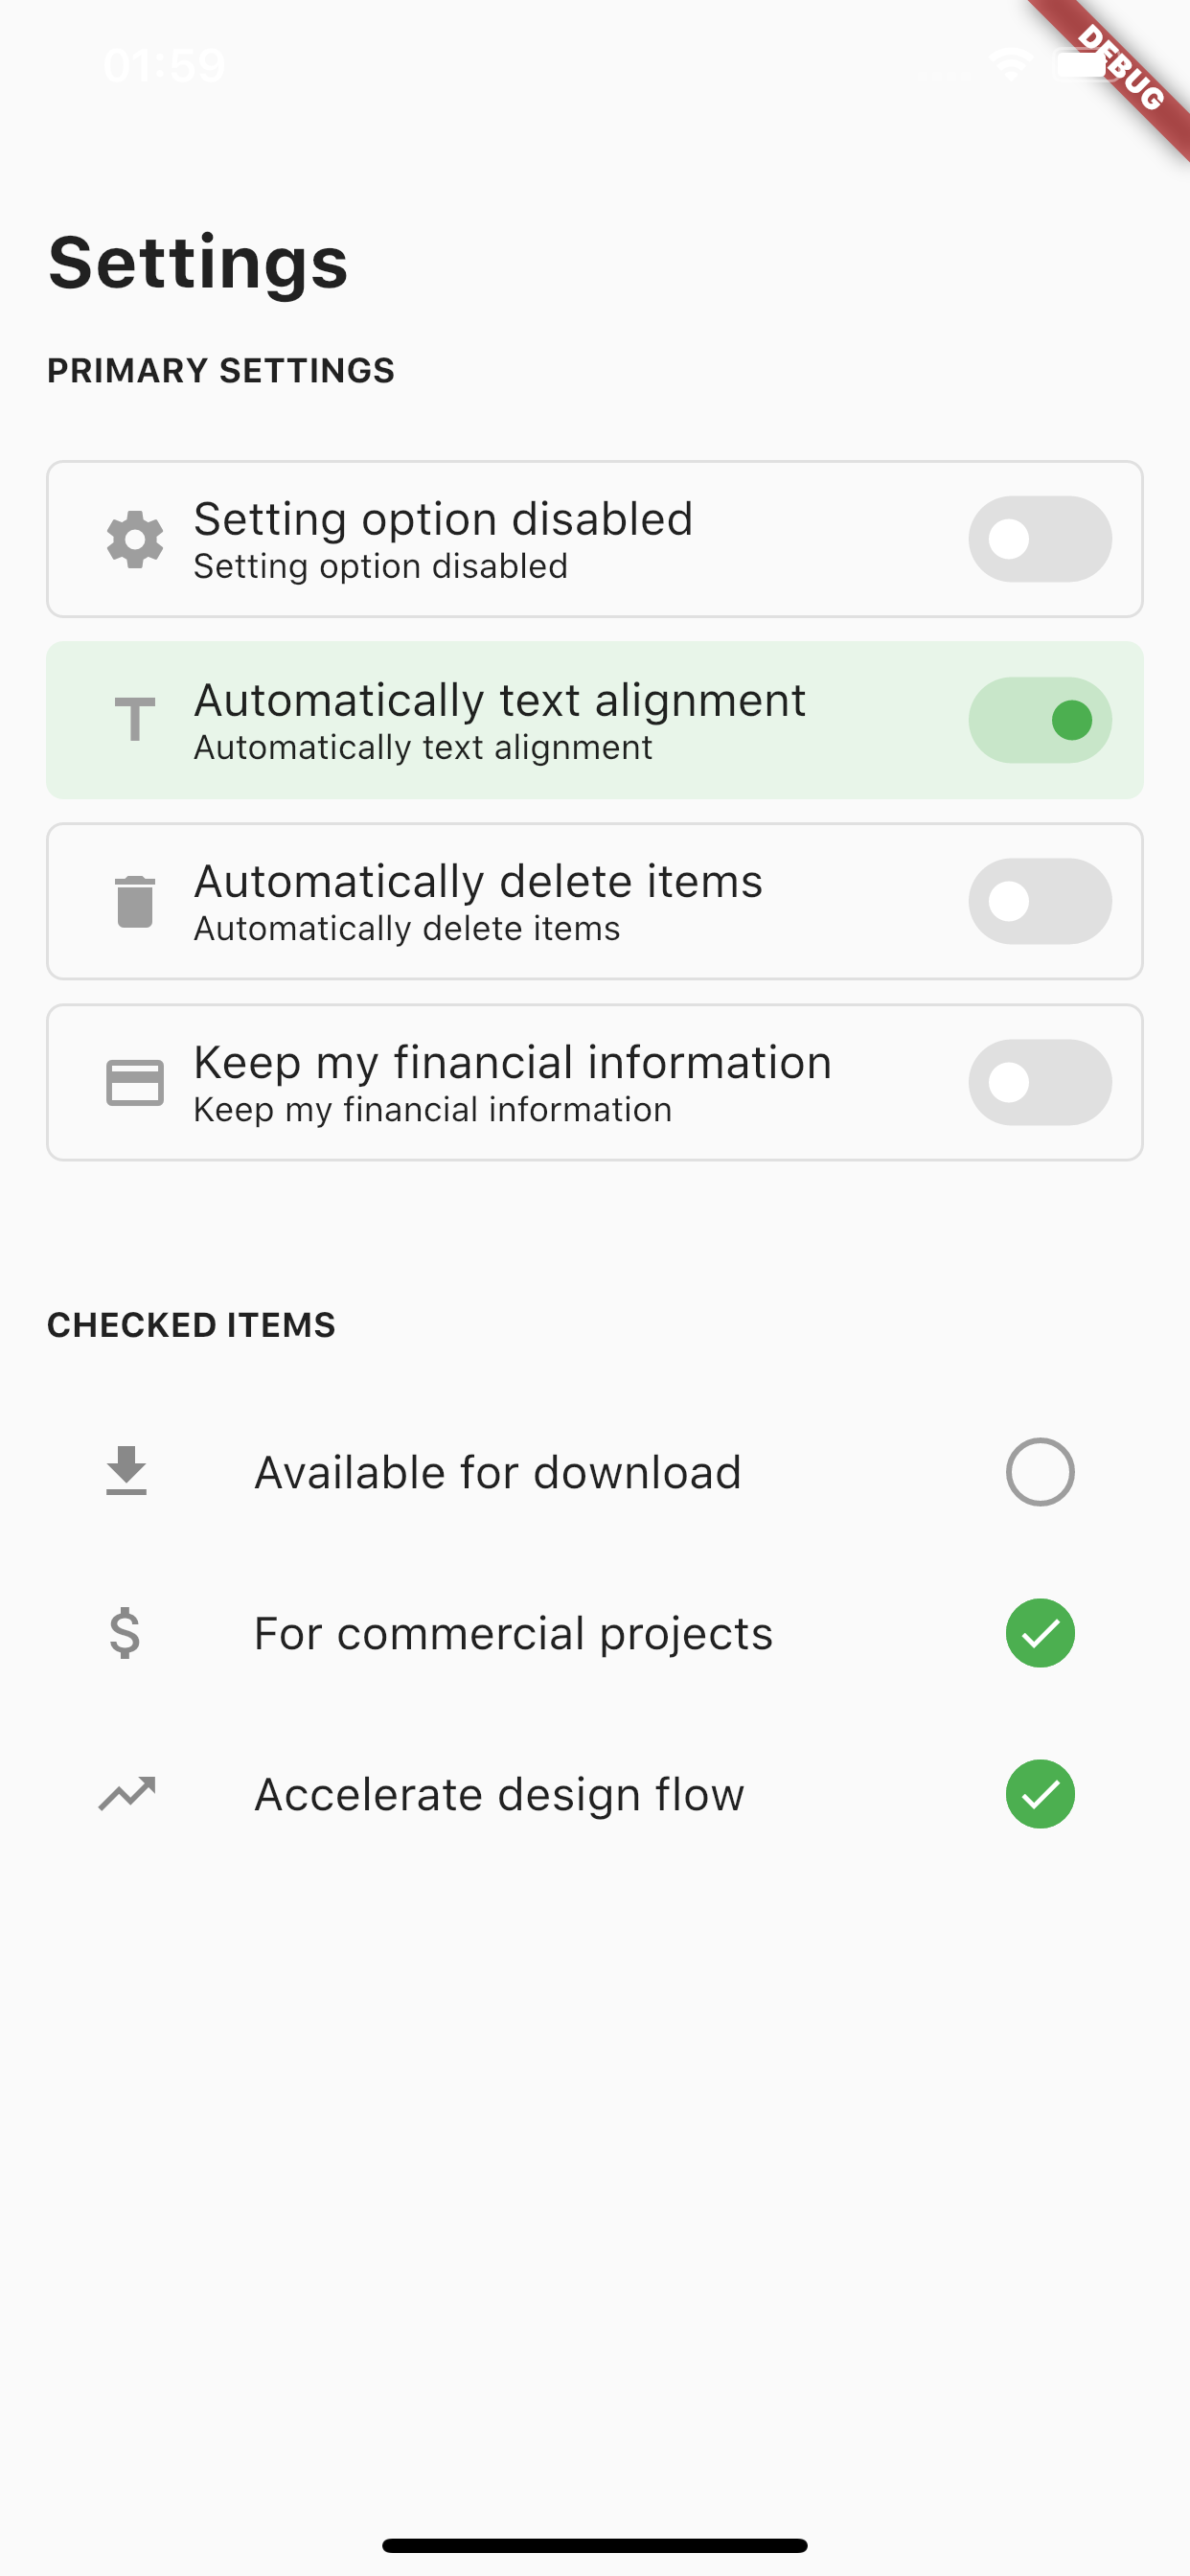 01:59
DEBUG
Settings
PRIMARY SETTINGS
Setting option disabled
Setting option disabled
Automatically text alignment
Automatically text alignment
Automatically delete items
Automatically delete items
Keep my financial information
Keep my financial information
CHECKED ITEMS
Available for download
For commercial projects
Accelerate design flow